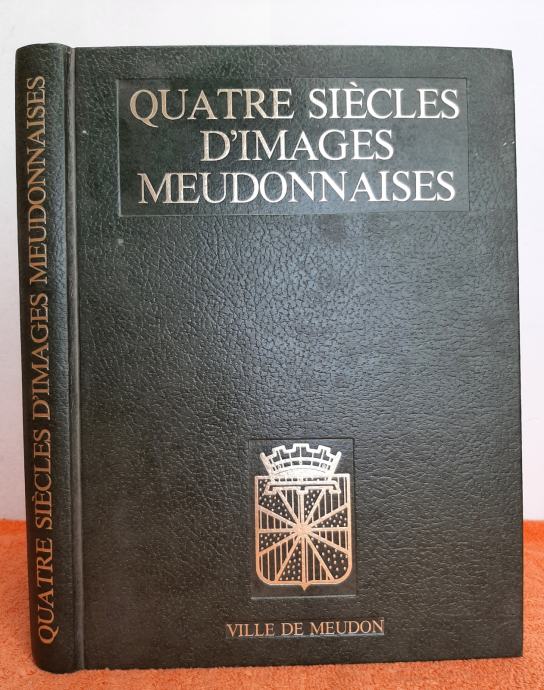 QUATRE SIÈCLES
D'IMAGES
MEUDONNAISES
VILLE DE MEUDON
QUATRE SIÈCLES D'IMAGES MEUDONNAISES